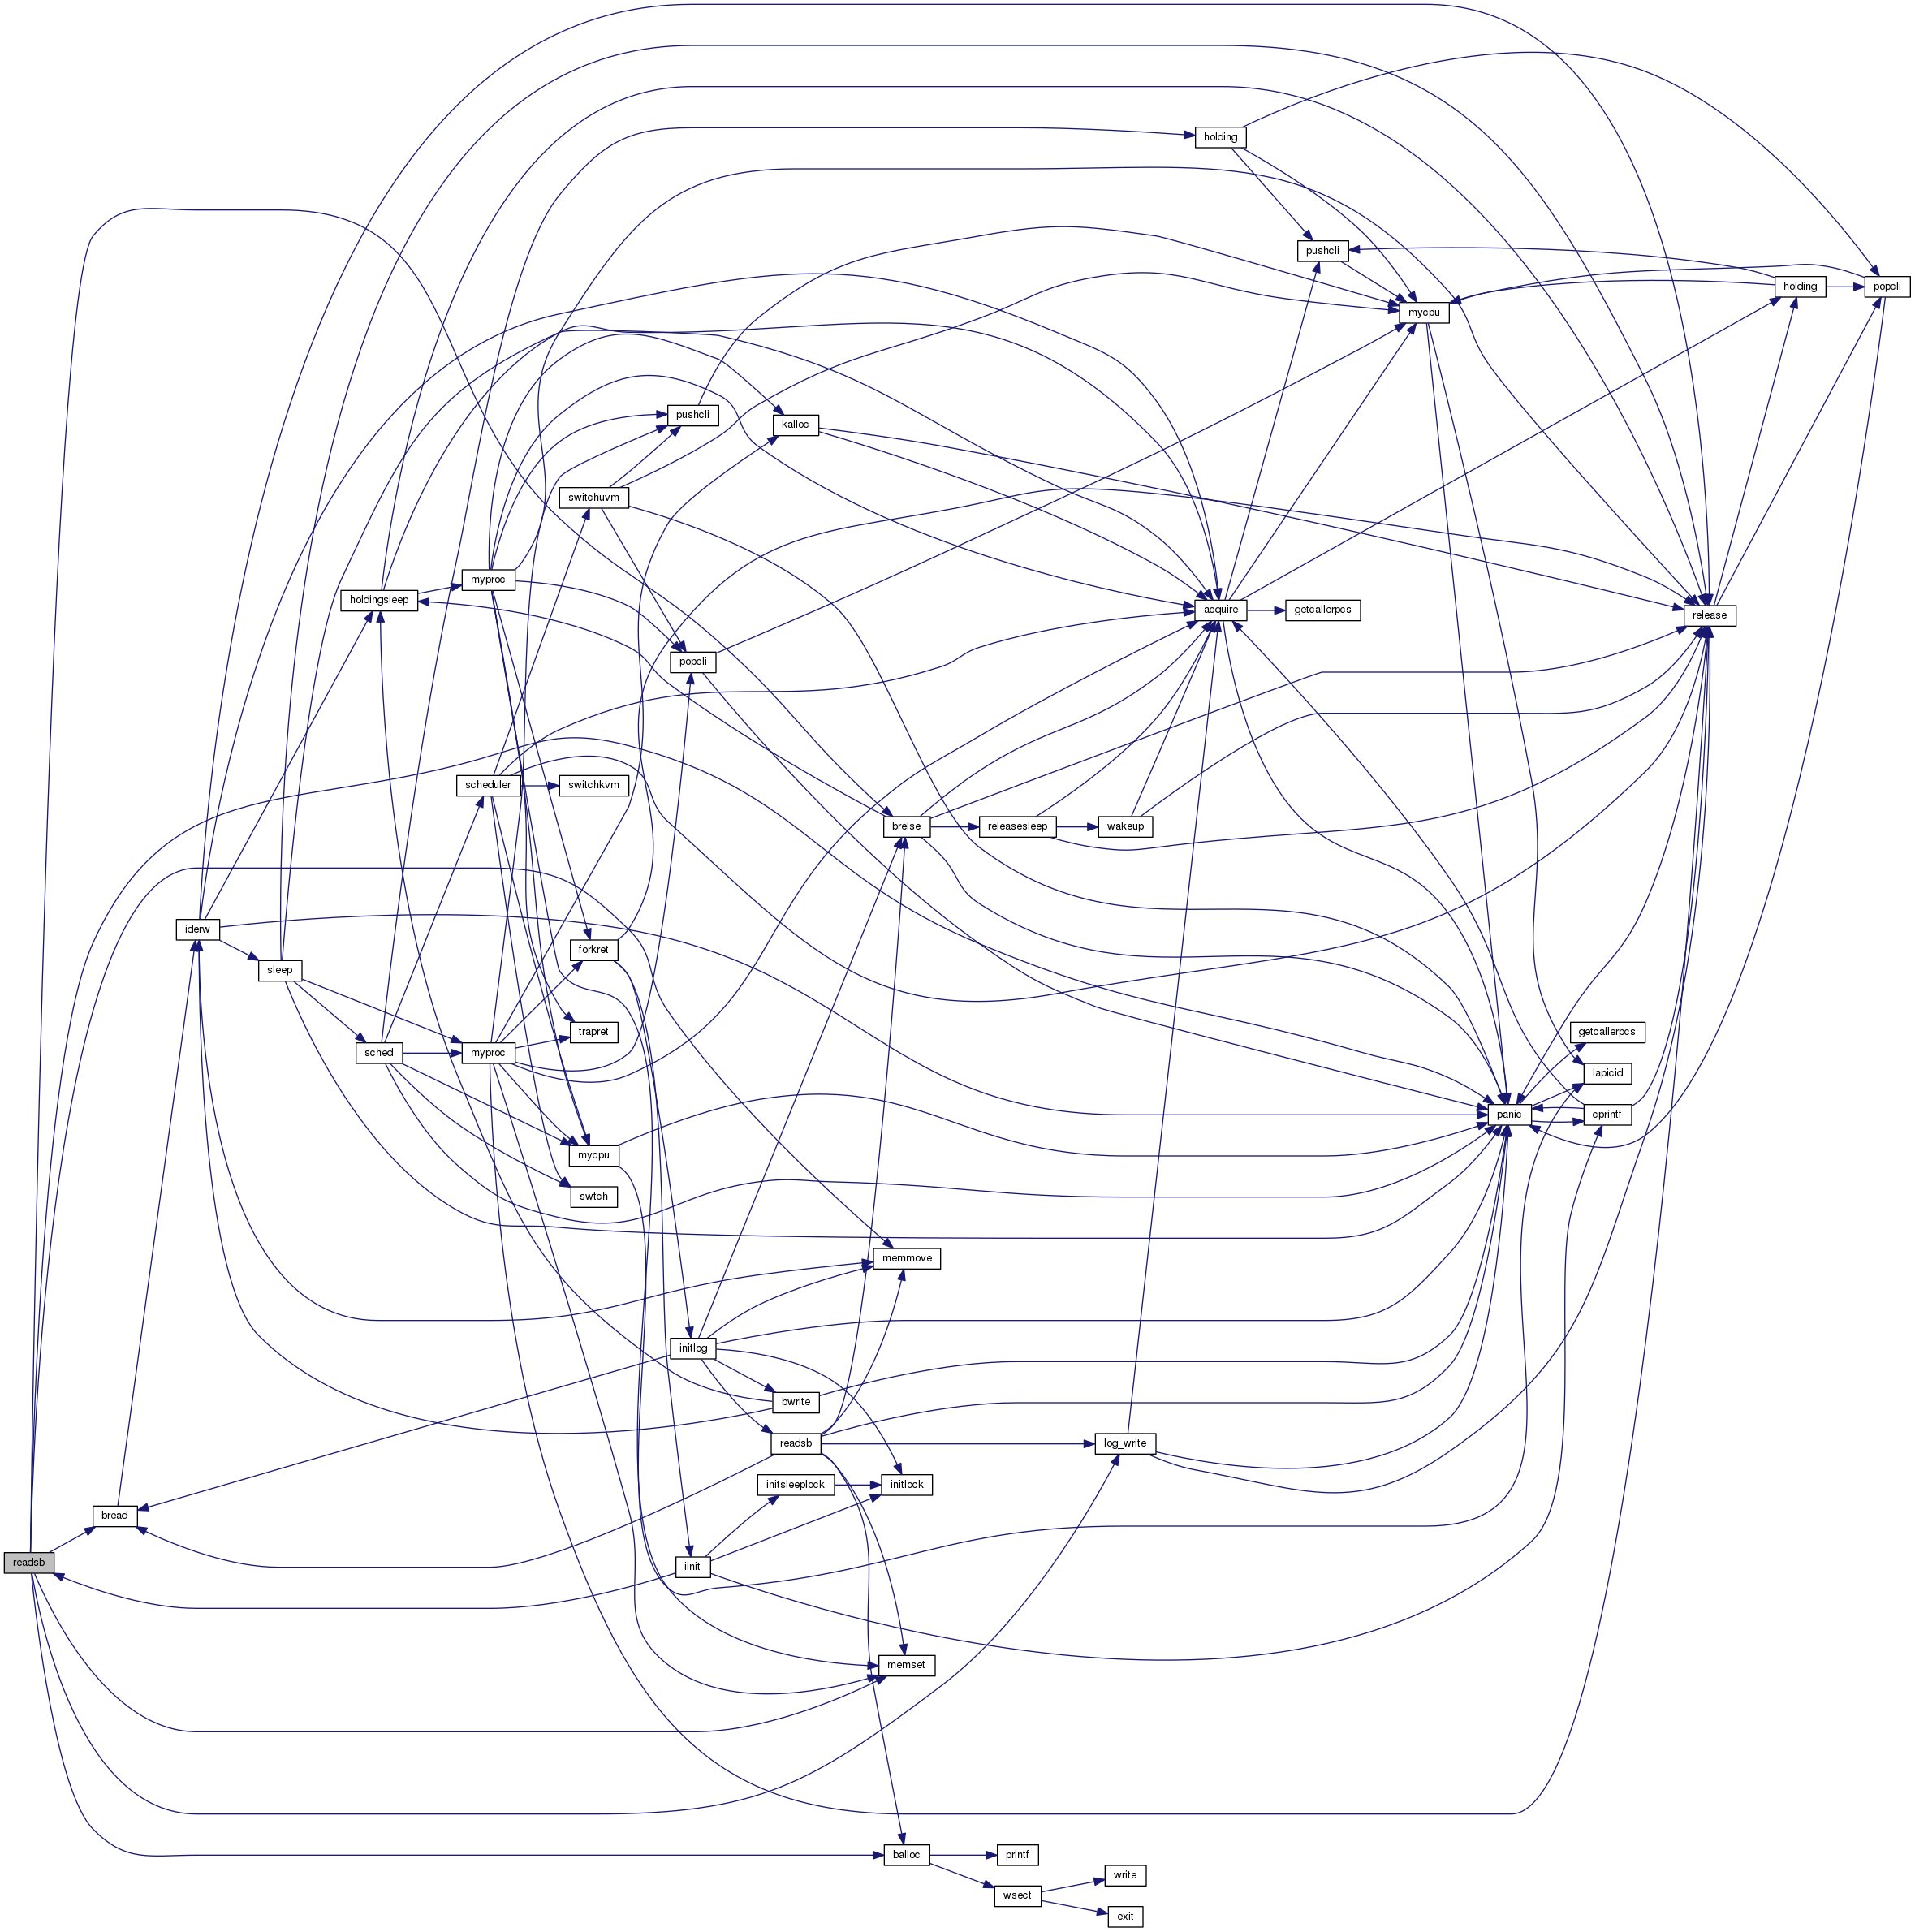 holding
pushcli
holding
popcli
mycpu
pushcli
kalloc
switchuvm
myproc
holdingsleep
acquire
getcallerpcs
release
popcli
scheduler
switchkvm
brelse
releasesleep
wakeup
iderw
forkret
sleep
trapret
getcallerpcs
sched
myproc
lapicid
panic
cprintf
mycpu
swtch
memmove
initlog
bwrite
readsb
log_write
initsleeplock
initlock
bread
readsb
iinit
memset
balloc
printf
wsect
write
exit